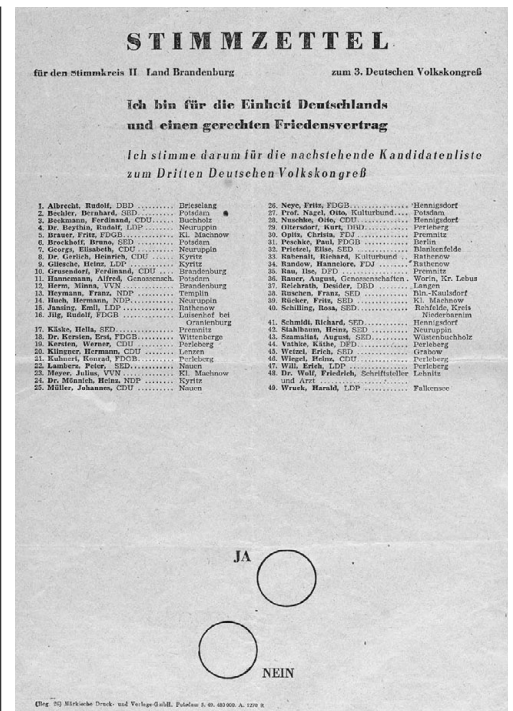 STIMMZETTEL
für den Stimmkreis II Land Brandenburg zum 3. Deutschen Volkskongreß
Ich bin für die Einheit Deutschlands
und einen gerechten Friedensvertrag
Ich stimme darum für die nachstehende Kandidatenliste
zum Dritten Deutschen Volkskongreß
1. Albrecht, Rudolf, DBD .......... Brieselang
2. Bechler, Bernhard, SED.......... Potsdam
3. Beckmann, Ferdinand, CDU...... Buchholz
4. Dr. Beythin, Rudolf, LDP ........ Neuruppin
5. Brauer, Fritz, FDGB............ Kl. Machnow
6. Brockhoff, Bruno, SED .......... Potsdam
7. Georgs, Elisabeth, CDU ........ Neuruppin
8. Dr. Gerlich, Heinrich, CDU ...... Kyritz
9. Gliesche, Heinz, LDP ............ Kyritz
10. Grusendorf, Ferdinand, CDU .... Brandenburg
11. Hannemann, Alfred, Genossensch. Potsdam
12. Herm, Minna, VVN ............ Brandenburg
13. Heymann, Franz, NDP .......... Templin
14. Huch, Hermann, NDP.......... Neuruppin
15. Jansing, Emil, LDP ............ Rathenow
16. Jilg, Rudolf, FDGB ............ Luisenhof bei
Oranienburg
17. Käske, Hella, SED.............. Premnitz
18. Dr. Kersten, Erst, FDGB........ Wittenberge
19. Kersten, Werner, CDU .......... Perleberg
20. Klingner, Hermann, CDU ...... Lenzen
21. Kuhnert, Konrad, FDGB........ Perleberg
22. Lambers, Peter, SED.......... Nauen
23. Meyer, Julius, VVN ............ Kl. Machnow
24. Dr. Mönnich, Heinz, NDP ...... Kyritz
25. Müller, Johannes, CDU ........ Nauen
26. Neye, Fritz, FDGB.............. Hennigsdorf
27. Prof. Nagel, Otto, Kulturbund.... Potsdam
28. Nuschke, Otto, CDU............ Hennigsdorf
29. Oltersdorf, Kurt, DBD.......... Perleberg
30. Opitz, Christa, FDJ ............ Premnitz
31. Peschke, Paul, FDGB .......... Berlin
32. Prietzel, Elise, SED ............ Blankenfelde
33. Rabenalt, Richard, Kulturbund .. Rathenow
34. Randow, Hannelore, FDJ ...... Rathenow
35. Rau, Ilse, DFD ................ Premnitz
36. Rauer, August, Genossenschaften . Worin, Kr. Lebus
37. Reichrath, Desider, DBD ........ Langen
38. Ruschen, Franz, SED .......... Bln.-Kaulsdorf
39. Rücker, Fritz, SED.............. Kl. Machnow
40. Schilling, Rosa, SED............ Rehfelde, Kreis
Niederbarnim
41. Schmidt, Richard, SED.......... Hennigsdorf
42. Stahlbaum, Heinz, SED ........ Neuruppin
43. Szamaitat, August, SED........ Wüstenbuchholz
44. Vathke, Käthe, DFD............ Perleberg
45. Weizel, Erich, SED ............ Grabow
46. Wiegel, Heinz, CDU ............ Perleberg
47. Will, Erich, LDP .............. Perleberg
48. Dr. Wolf, Friedrich, Schriftsteller Lehnitz
und Arzt
49. Wruck, Harald, LDP .......... Falkensee
JA
NEIN
Märkische Druck- und Verlags-GmbH. Potsdam